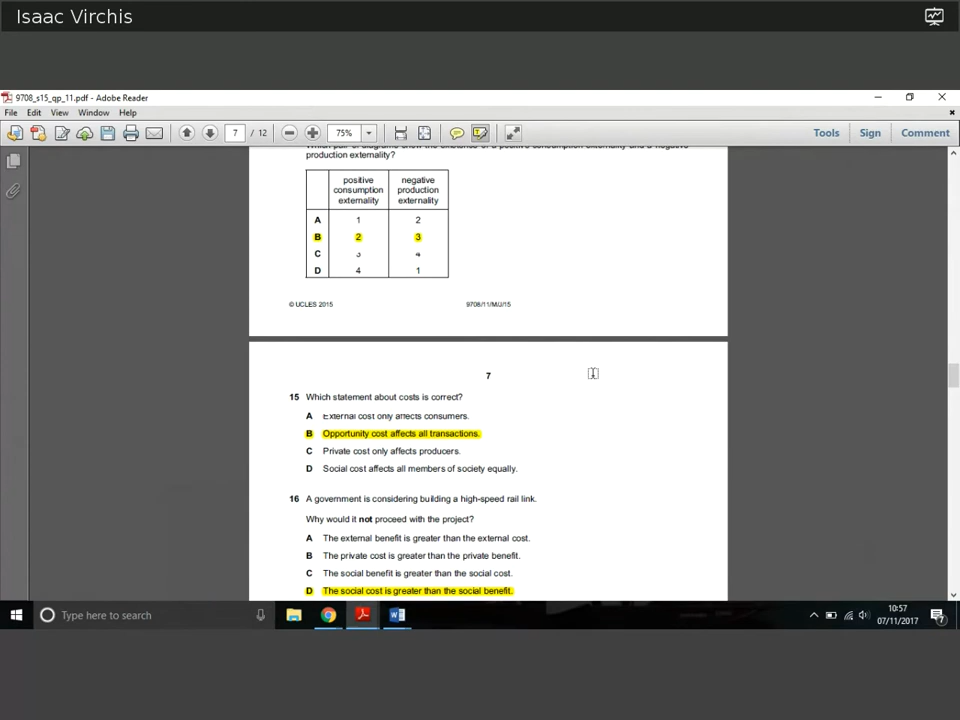 Isaac Virchis
9708_s15_qp_11.pdf - Adobe Reader
File Edit View Window Help
7 / 12 75% Tools Sign Comment
production externality?
positive consumption externality negative production externality
A 1 2
B 2 3
C 3 4
D 4 1
© UCLES 2015 9708/11/M/J/15
7
15 Which statement about costs is correct?
A External cost only affects consumers.
B Opportunity cost affects all transactions.
C Private cost only affects producers.
D Social cost affects all members of society equally.
16 A government is considering building a high-speed rail link.
Why would it not proceed with the project?
A The external benefit is greater than the external cost.
B The private cost is greater than the private benefit.
C The social benefit is greater than the social cost.
D The social cost is greater than the social benefit.
Type here to search
10:57
07/11/2017
7